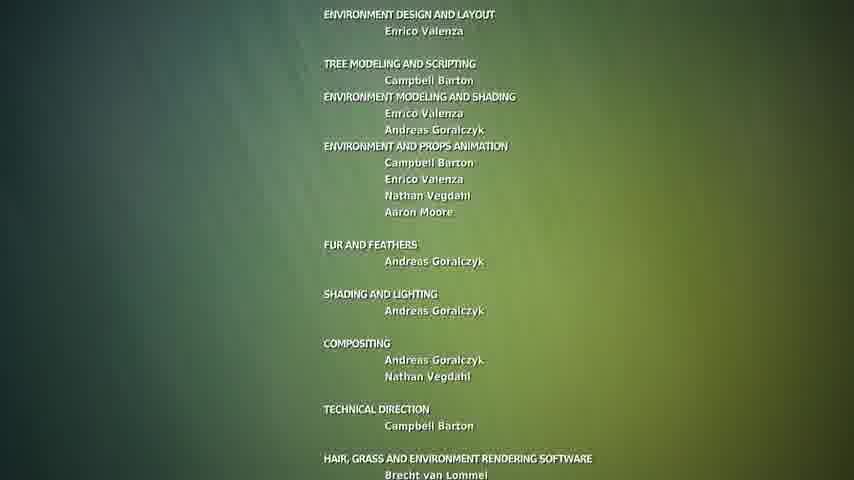 ENVIRONMENT DESIGN AND LAYOUT
Enrico Valenza
TREE MODELING AND SCRIPTING
Campbell Barton
ENVIRONMENT MODELING AND SHADING
Enrico Valenza
Andreas Goralczyk
ENVIRONMENT AND PROPS ANIMATION
Campbell Barton
Enrico Valenza
Nathan Vegdahl
Aaron Moore
FUR AND FEATHERS
Andreas Goralczyk
SHADING AND LIGHTING
Andreas Goralczyk
COMPOSITING
Andreas Goralczyk
Nathan Vegdahl
TECHNICAL DIRECTION
Campbell Barton
HAIR, GRASS AND ENVIRONMENT RENDERING SOFTWARE
Brecht van Lommel